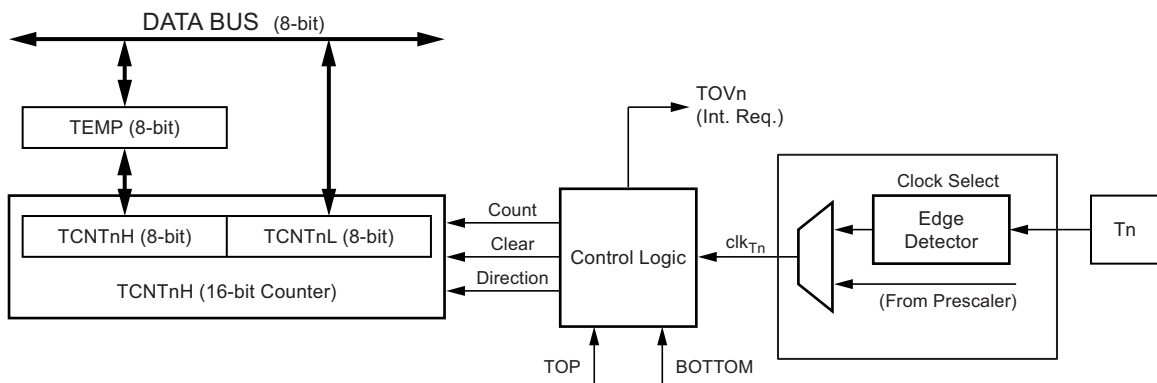 DATA BUS (8-bit)
TEMP (8-bit)
TCNTnH (8-bit)
TCNTnL (8-bit)
TCNTnH (16-bit Counter)
Count
Clear
Direction
Control Logic
TOVn
(Int. Req.)
TOP
BOTTOM
clkTn
Clock Select
Edge
Detector
(From Prescaler)
Tn